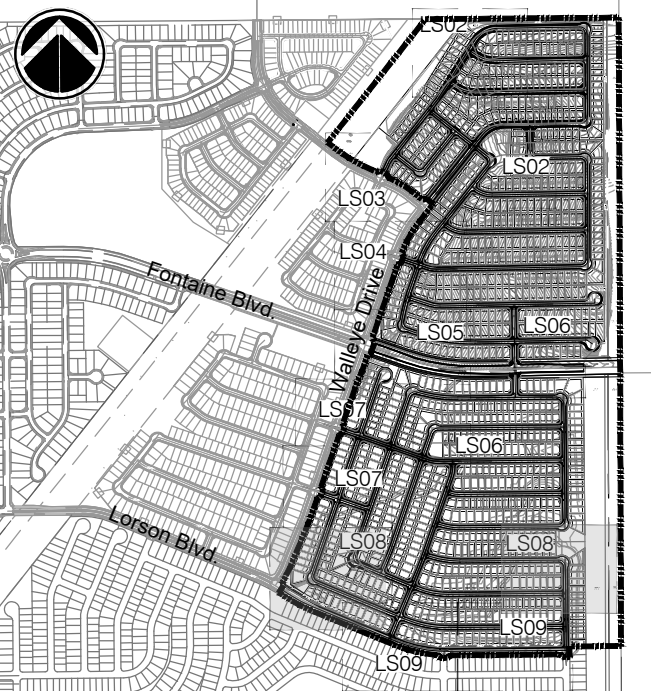 LS02
LS02
LS03
LS04
Fontaine Blvd.
Walleye Drive
LS05
LS06
LS07
LS06
LS07
LS08
LS08
Lorson Blvd.
LS09
LS09